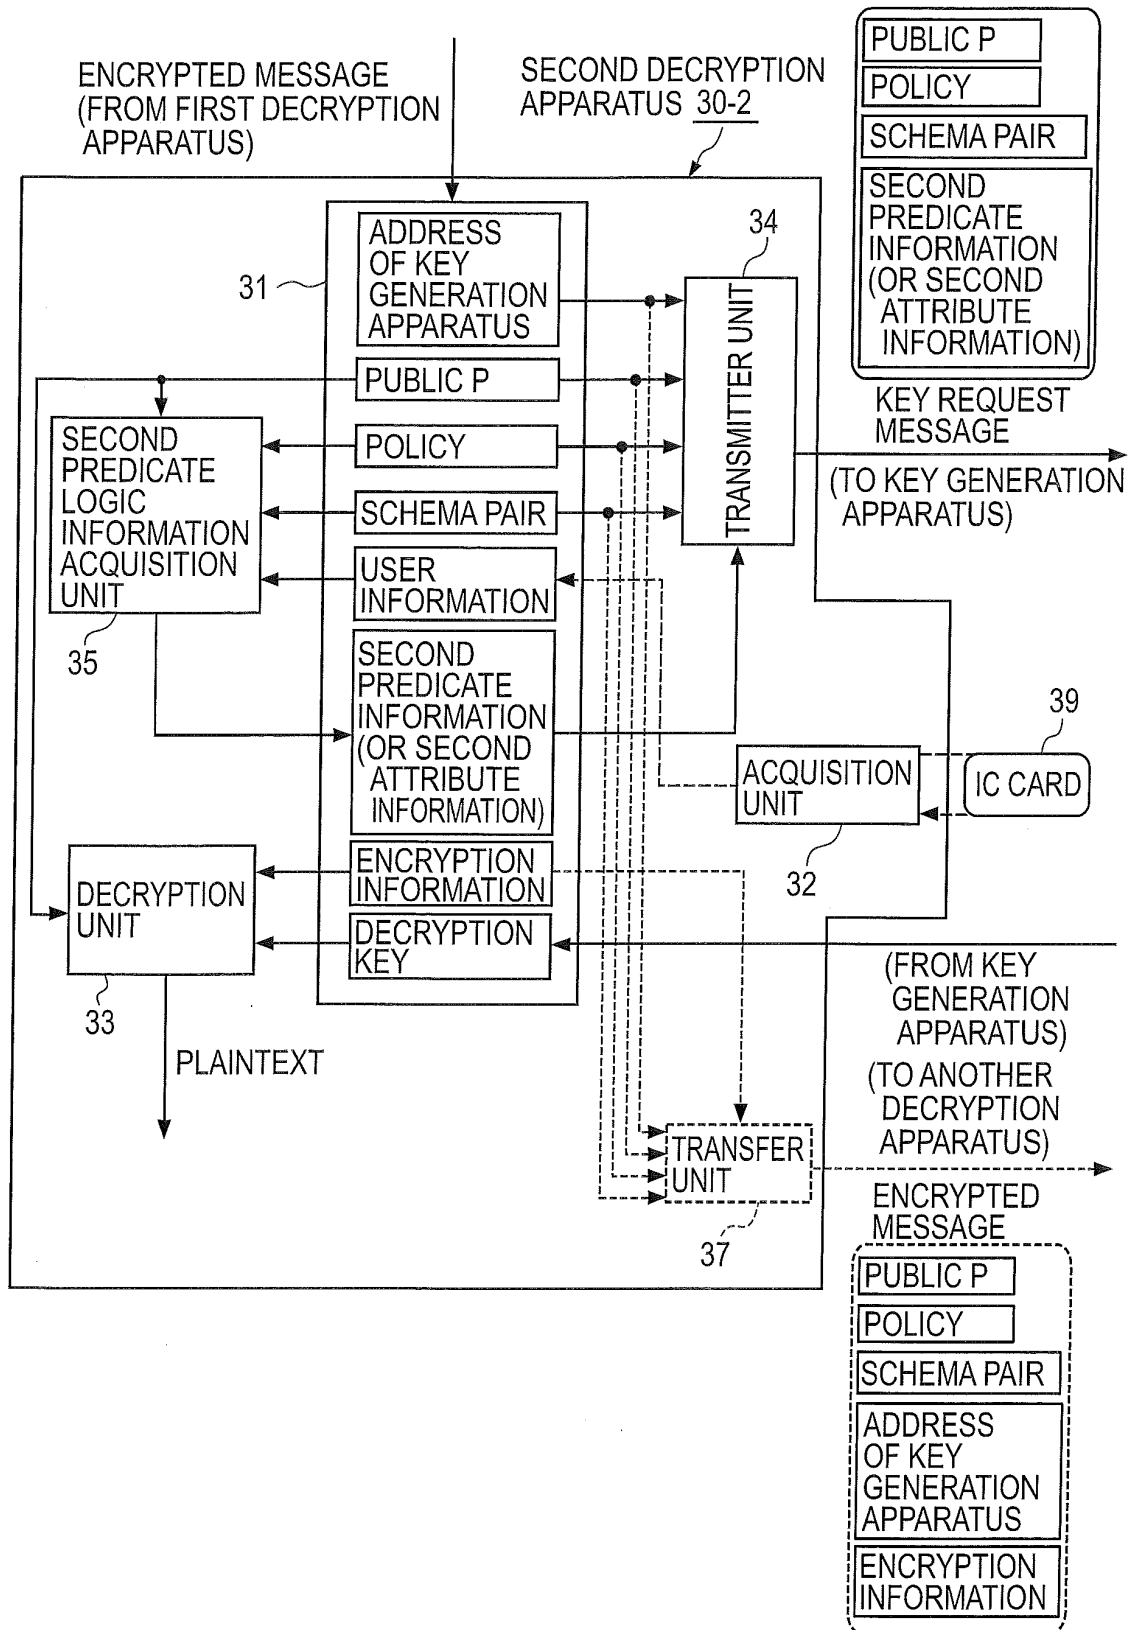 ENCRYPTED MESSAGE
(FROM FIRST DECRYPTION
APPARATUS)
SECOND DECRYPTION
APPARATUS 30-2
PUBLIC P
POLICY
SCHEMA PAIR
SECOND
PREDICATE
INFORMATION
(OR SECOND
ATTRIBUTE
INFORMATION)
KEY REQUEST
MESSAGE
(TO KEY GENERATION
APPARATUS)
31
ADDRESS
OF KEY
GENERATION
APPARATUS
PUBLIC P
POLICY
SCHEMA PAIR
USER
INFORMATION
SECOND
PREDICATE
INFORMATION
(OR SECOND
ATTRIBUTE
INFORMATION)
ENCRYPTION
INFORMATION
DECRYPTION
KEY
34
TRANSMITTER UNIT
SECOND
PREDICATE
LOGIC
INFORMATION
ACQUISITION
UNIT
35
39
IC CARD
ACQUISITION
UNIT
32
DECRYPTION
UNIT
33
PLAINTEXT
(FROM KEY
GENERATION
APPARATUS)
(TO ANOTHER
DECRYPTION
APPARATUS)
TRANSFER
UNIT
37
ENCRYPTED
MESSAGE
PUBLIC P
POLICY
SCHEMA PAIR
ADDRESS
OF KEY
GENERATION
APPARATUS
ENCRYPTION
INFORMATION